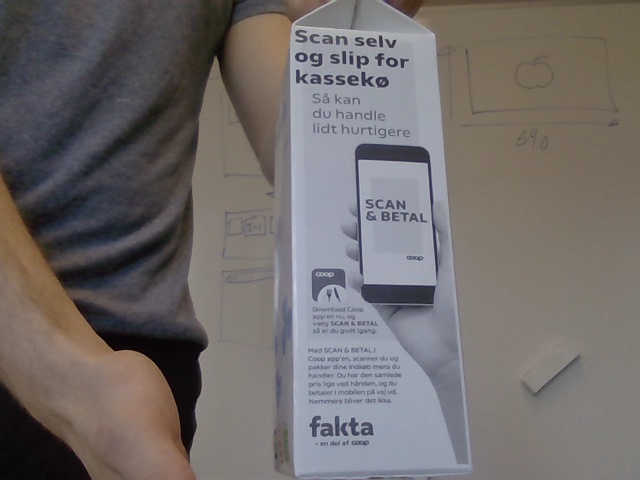 Scan selv
og slip for
kassekø
Så kan
du handle
lidt hurtigere
SCAN
& BETAL
coop
coop
Download Coop
app'en nu, og
vælg SCAN & BETAL
så er du godt igang.
Med SCAN & BETAL i
Coop app'en, scanner du og
pakker dine indkøb mens du
handler. Du har den samlede
pris lige ved hånden, og du
betaler i mobilen på vej ud.
Nemmere bliver det ikke.
fakta
– en del af coop
640